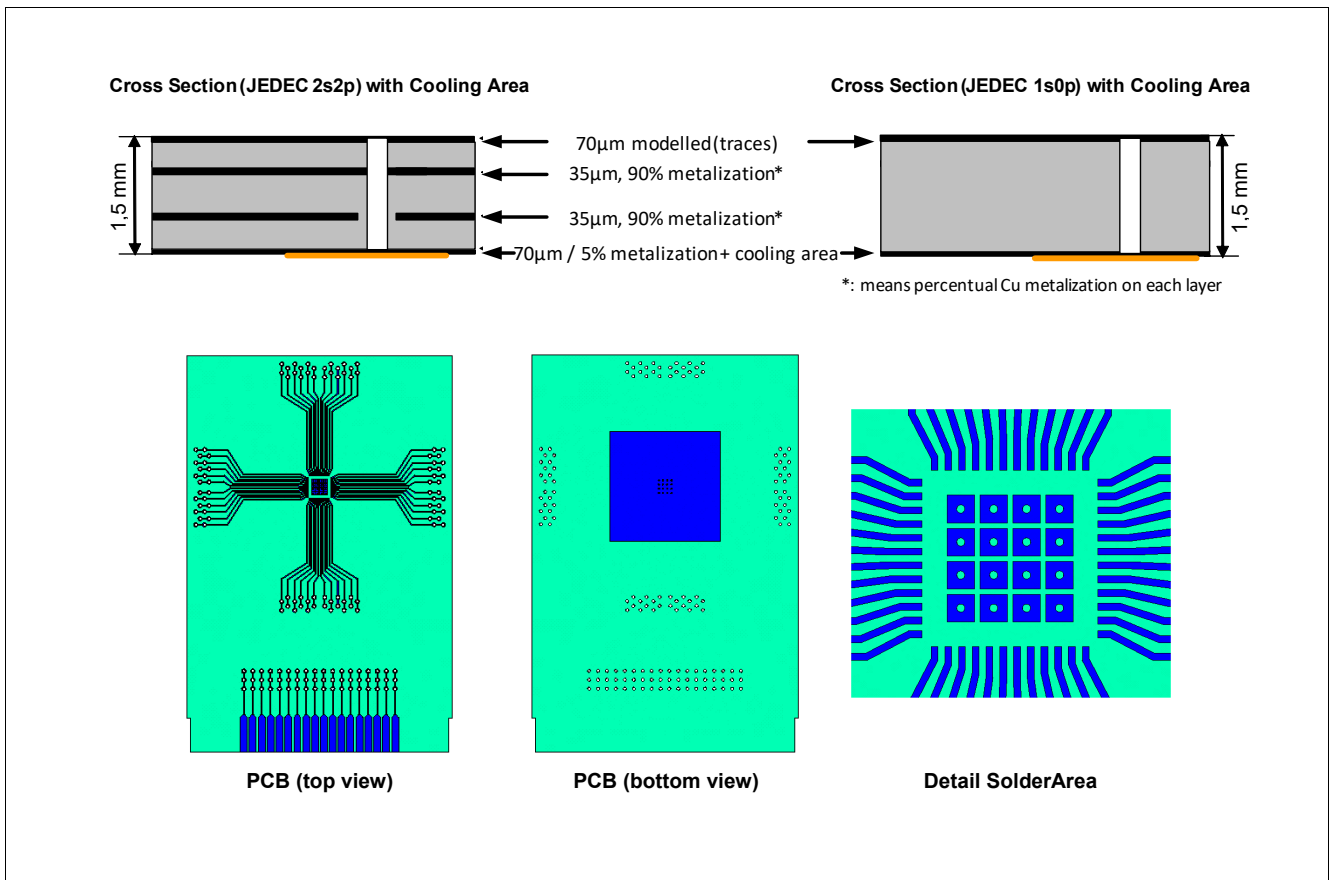 Cross Section (JEDEC 2s2p) with Cooling Area
Cross Section (JEDEC 1s0p) with Cooling Area
1,5 mm
70µm modelled (traces)
35µm, 90% metalization*
35µm, 90% metalization*
70µm / 5% metalization + cooling area
1,5 mm
*: means percentual Cu metalization on each layer
PCB (top view)
PCB (bottom view)
Detail SolderArea